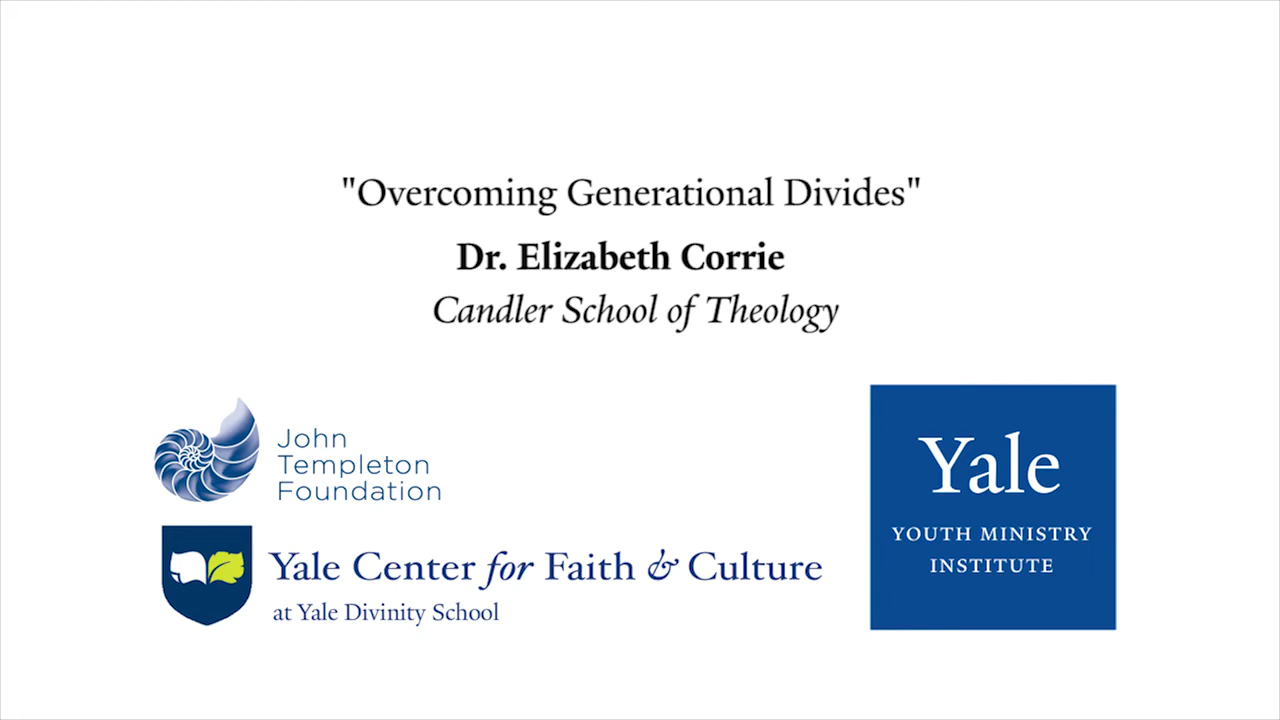 "Overcoming Generational Divides"
Dr. Elizabeth Corrie
Candler School of Theology
John
Templeton
Foundation
Yale Center for Faith & Culture
at Yale Divinity School
Yale
YOUTH MINISTRY
INSTITUTE